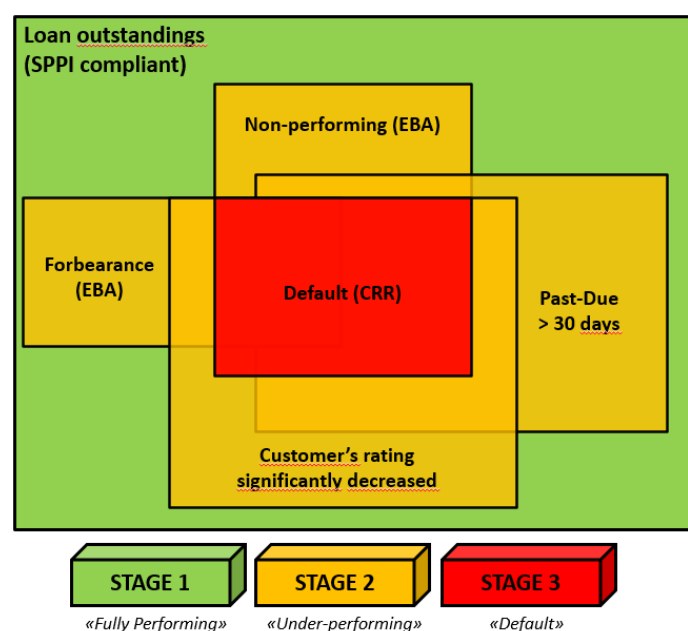 Loan outstandings
(SPPI compliant)
Non-performing (EBA)
Forbearance
(EBA)
Default (CRR)
Past-Due
> 30 days
Customer’s rating
significantly decreased
STAGE 1
STAGE 2
STAGE 3
«Fully Performing»
«Under-performing»
«Default»